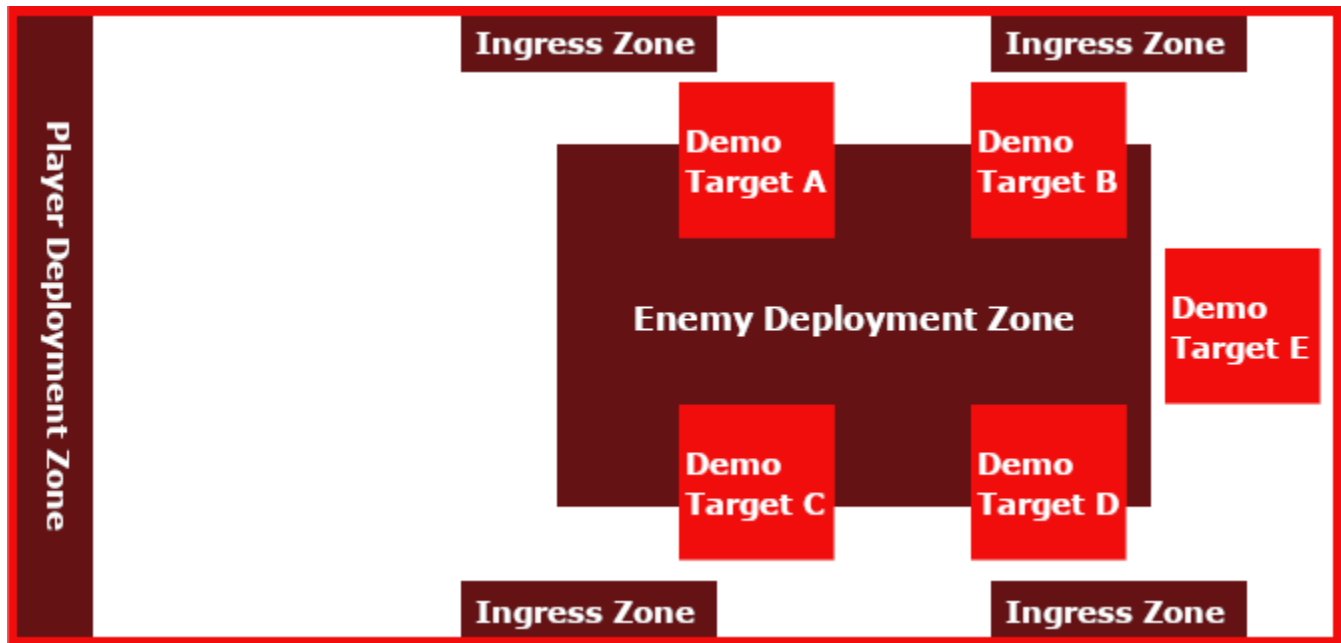 Player Deployment Zone
Ingress Zone
Ingress Zone
Demo
Target A
Demo
Target B
Enemy Deployment Zone
Demo
Target E
Demo
Target C
Demo
Target D
Ingress Zone
Ingress Zone